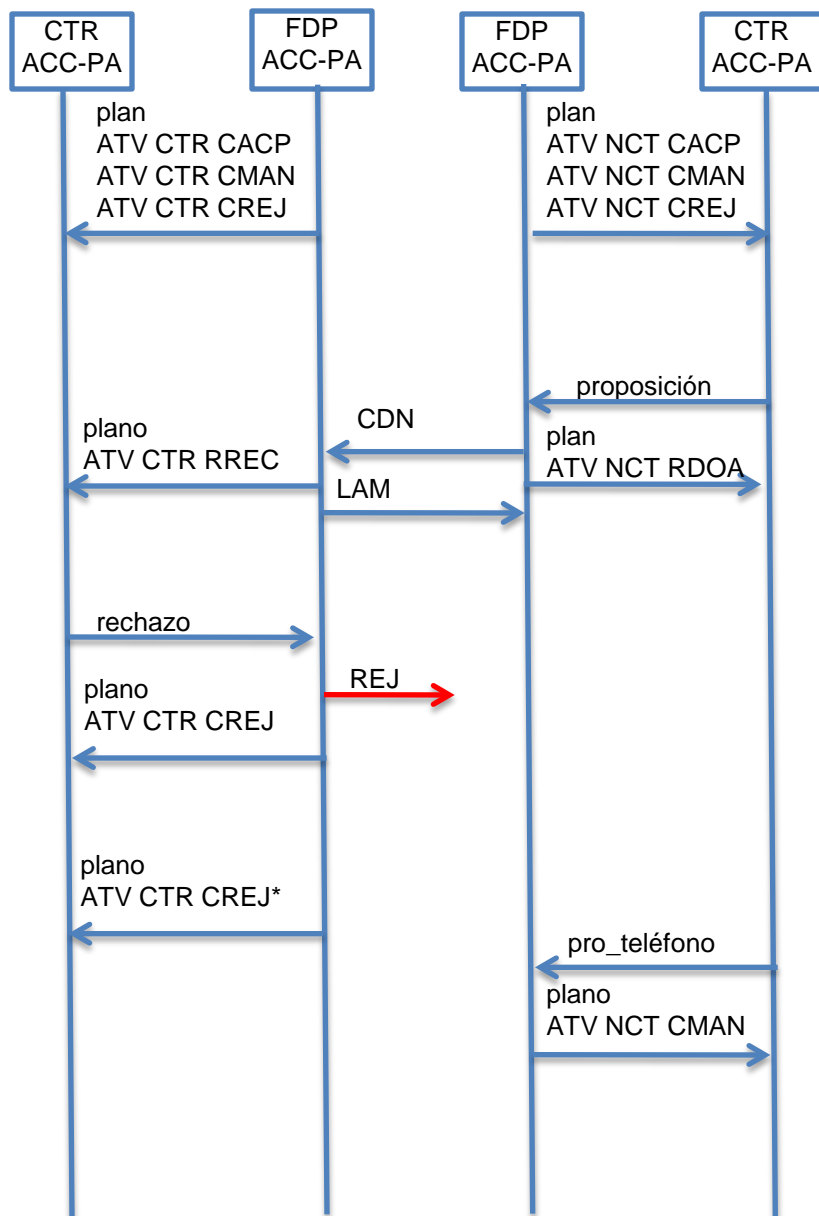 CTR
ACC-PA
FDP
ACC-PA
FDP
ACC-PA
CTR
ACC-PA
plan
ATV CTR CACP
ATV CTR CMAN
ATV CTR CREJ
plan
ATV NCT CACP
ATV NCT CMAN
ATV NCT CREJ
proposición
CDN
plano
ATV CTR RREC
plan
ATV NCT RDOA
LAM
rechazo
REJ
plano
ATV CTR CREJ
plano
ATV CTR CREJ*
pro_teléfono
plano
ATV NCT CMAN